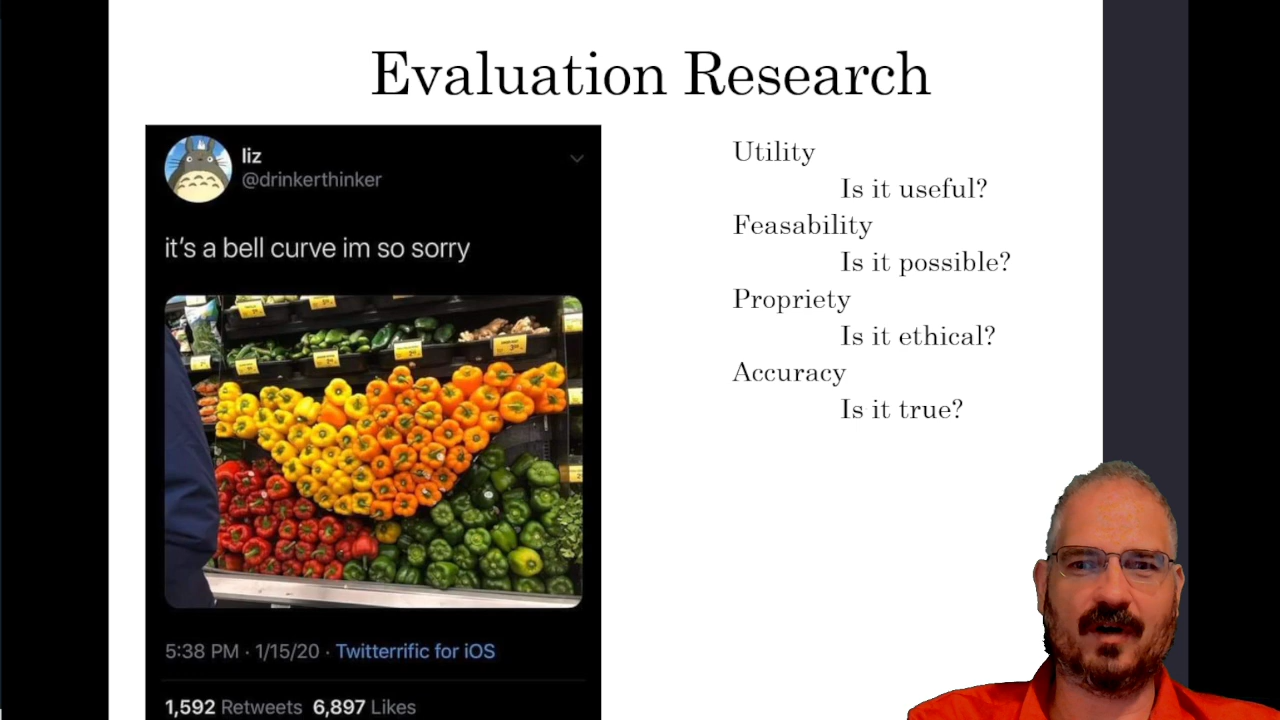 Evaluation Research
liz
@drinkerthinker
it's a bell curve im so sorry
5:38 PM · 1/15/20 · Twitterrific for iOS
1,592 Retweets 6,897 Likes
Utility
Is it useful?
Feasability
Is it possible?
Propriety
Is it ethical?
Accuracy
Is it true?